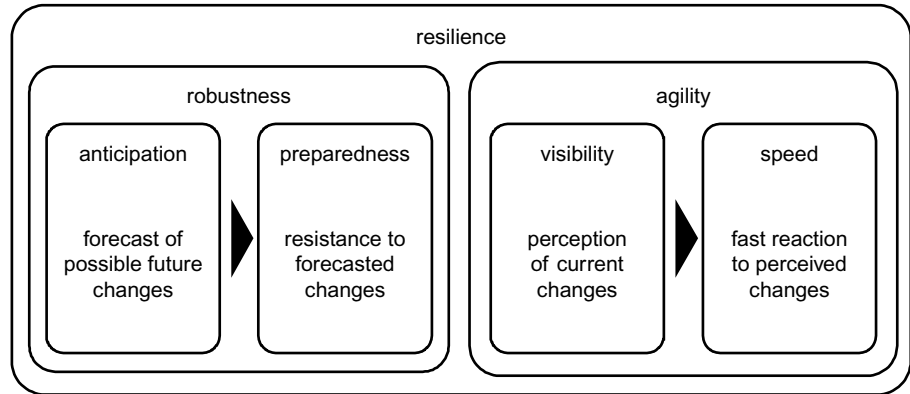 resilience
robustness
agility
anticipation
forecast of
possible future
changes
preparedness
resistance to
forecasted
changes
visibility
perception
of current
changes
speed
fast reaction
to perceived
changes